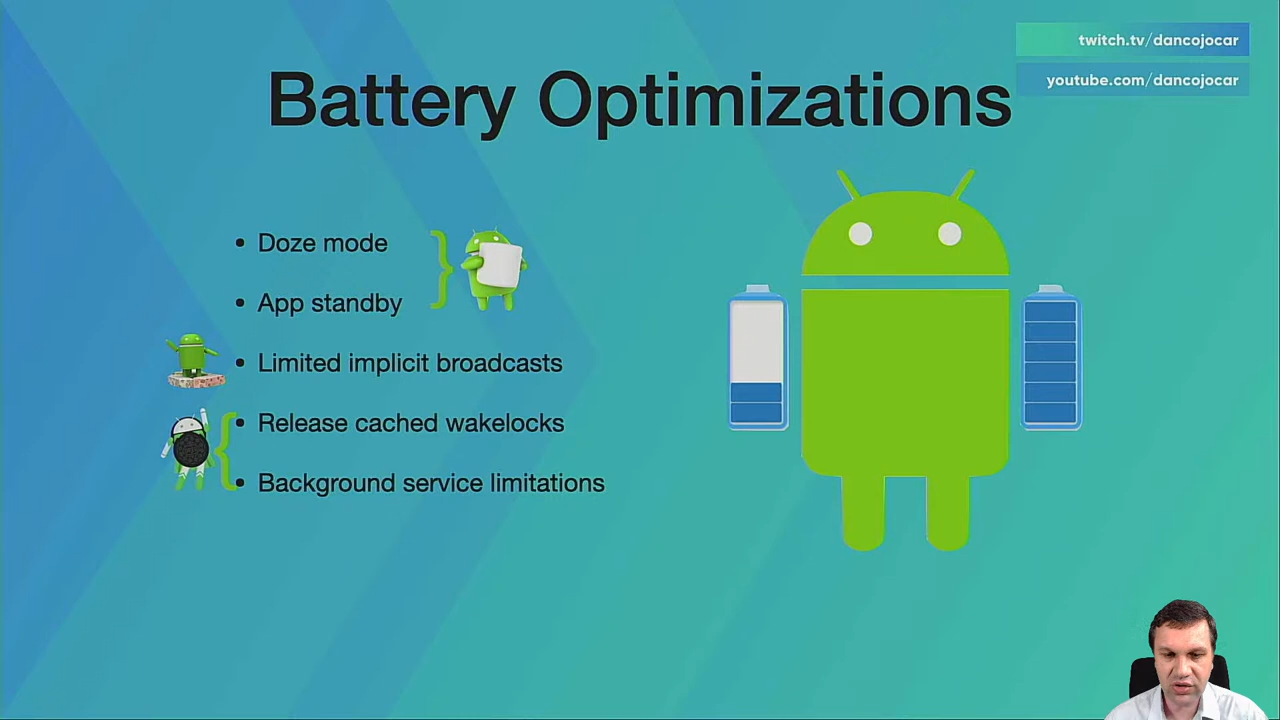 twitch.tv/dancojocar
youtube.com/dancojocar
Battery Optimizations
• Doze mode
• App standby
• Limited implicit broadcasts
• Release cached wakelocks
• Background service limitations